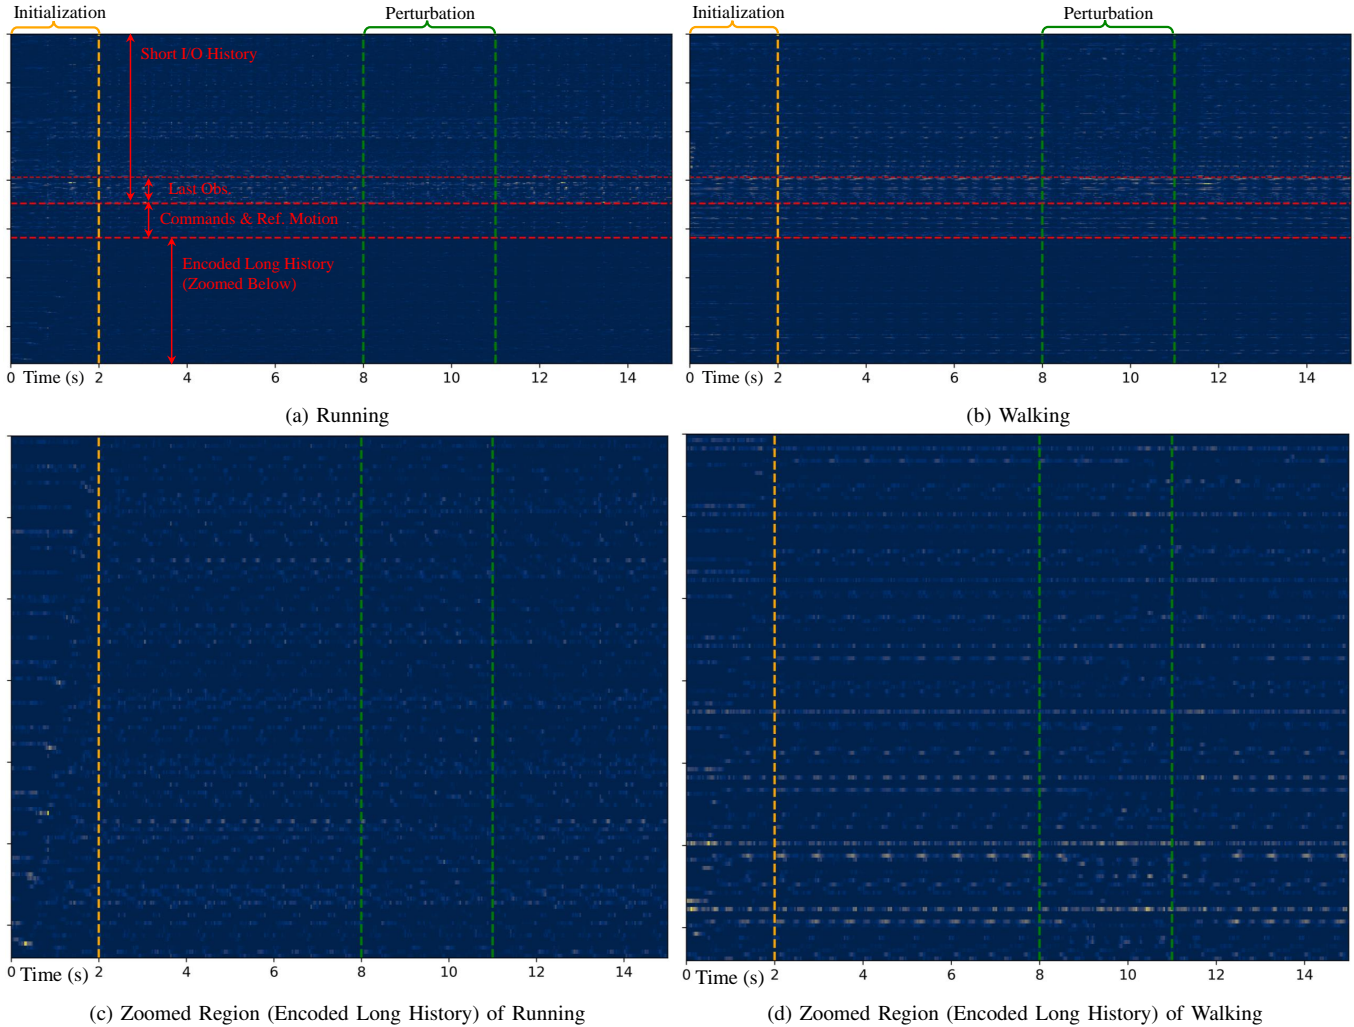 Initialization
Perturbation
Initialization
Perturbation
Short I/O History
Last Obs.
Commands & Ref. Motion
Encoded Long History
(Zoomed Below)
0 Time (s) 2 4 6 8 10 12 14
0 Time (s) 2 4 6 8 10 12 14
(a) Running
(b) Walking
0 Time (s) 2 4 6 8 10 12 14
0 Time (s) 2 4 6 8 10 12 14
(c) Zoomed Region (Encoded Long History) of Running
(d) Zoomed Region (Encoded Long History) of Walking